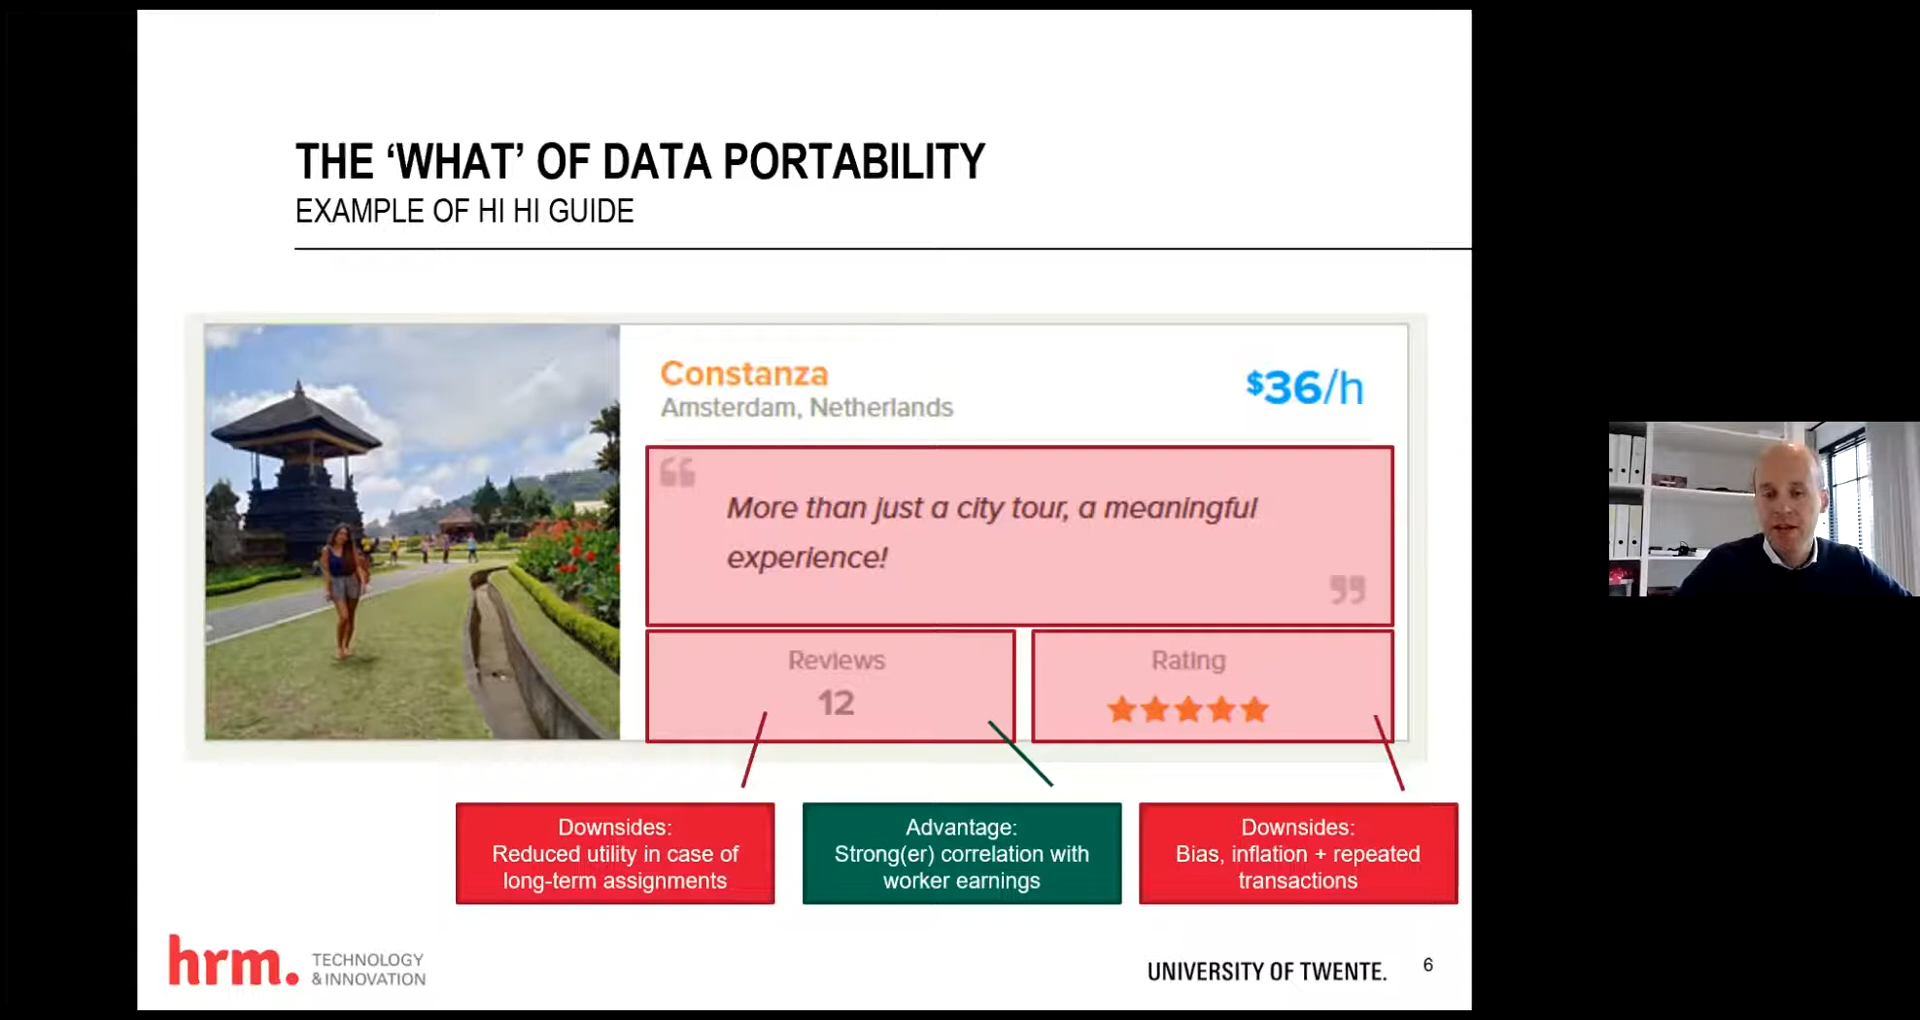 THE ‘WHAT’ OF DATA PORTABILITY
EXAMPLE OF HI HI GUIDE
Constanza
Amsterdam, Netherlands
$36/h
“
More than just a city tour, a meaningful
experience!
”
Reviews
12
Rating
Downsides:
Reduced utility in case of
long-term assignments
Advantage:
Strong(er) correlation with
worker earnings
Downsides:
Bias, inflation + repeated
transactions
hrm.
TECHNOLOGY
& INNOVATION
UNIVERSITY OF TWENTE.
6